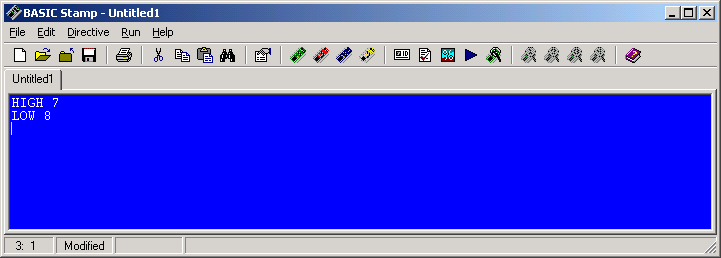 BASIC Stamp - Untitled1
File Edit Directive Run Help
Untitled1
HIGH 7
LOW 8
3: 1 Modified